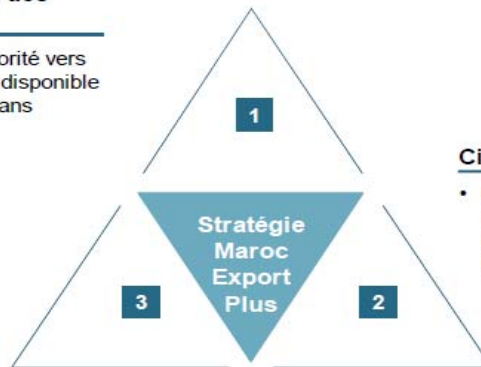 orité vers
disponible
ans
1
Ci
•
Stratégie
Maroc
Export
Plus
3
2